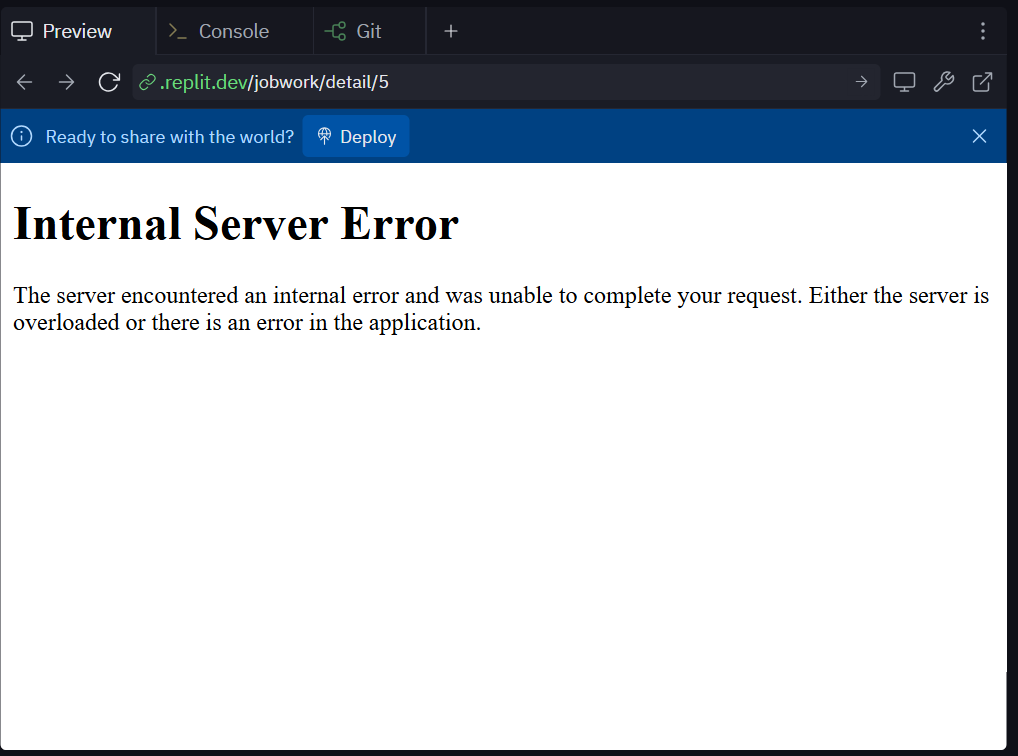 Preview
Console
Git
.replit.dev/jobwork/detail/5
Ready to share with the world?
Deploy
Internal Server Error
The server encountered an internal error and was unable to complete your request. Either the server is
overloaded or there is an error in the application.